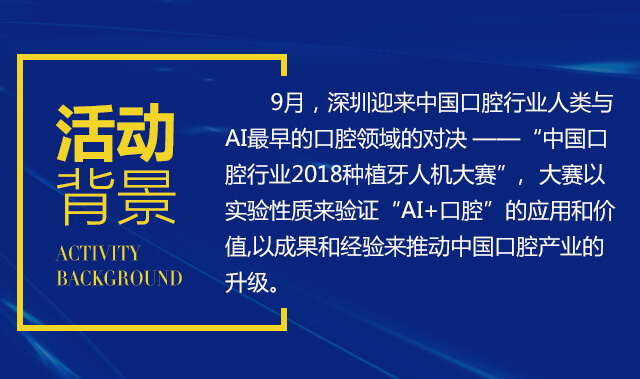 活动
背景
ACTIVITY
BACKGROUND
9月，深圳迎来中国口腔行业人类与
AI最早的口腔领域的对决 ——“中国口
腔行业2018种植牙人机大赛”，大赛以
实验性质来验证“AI+口腔”的应用和价
值,以成果和经验来推动中国口腔产业的
升级。